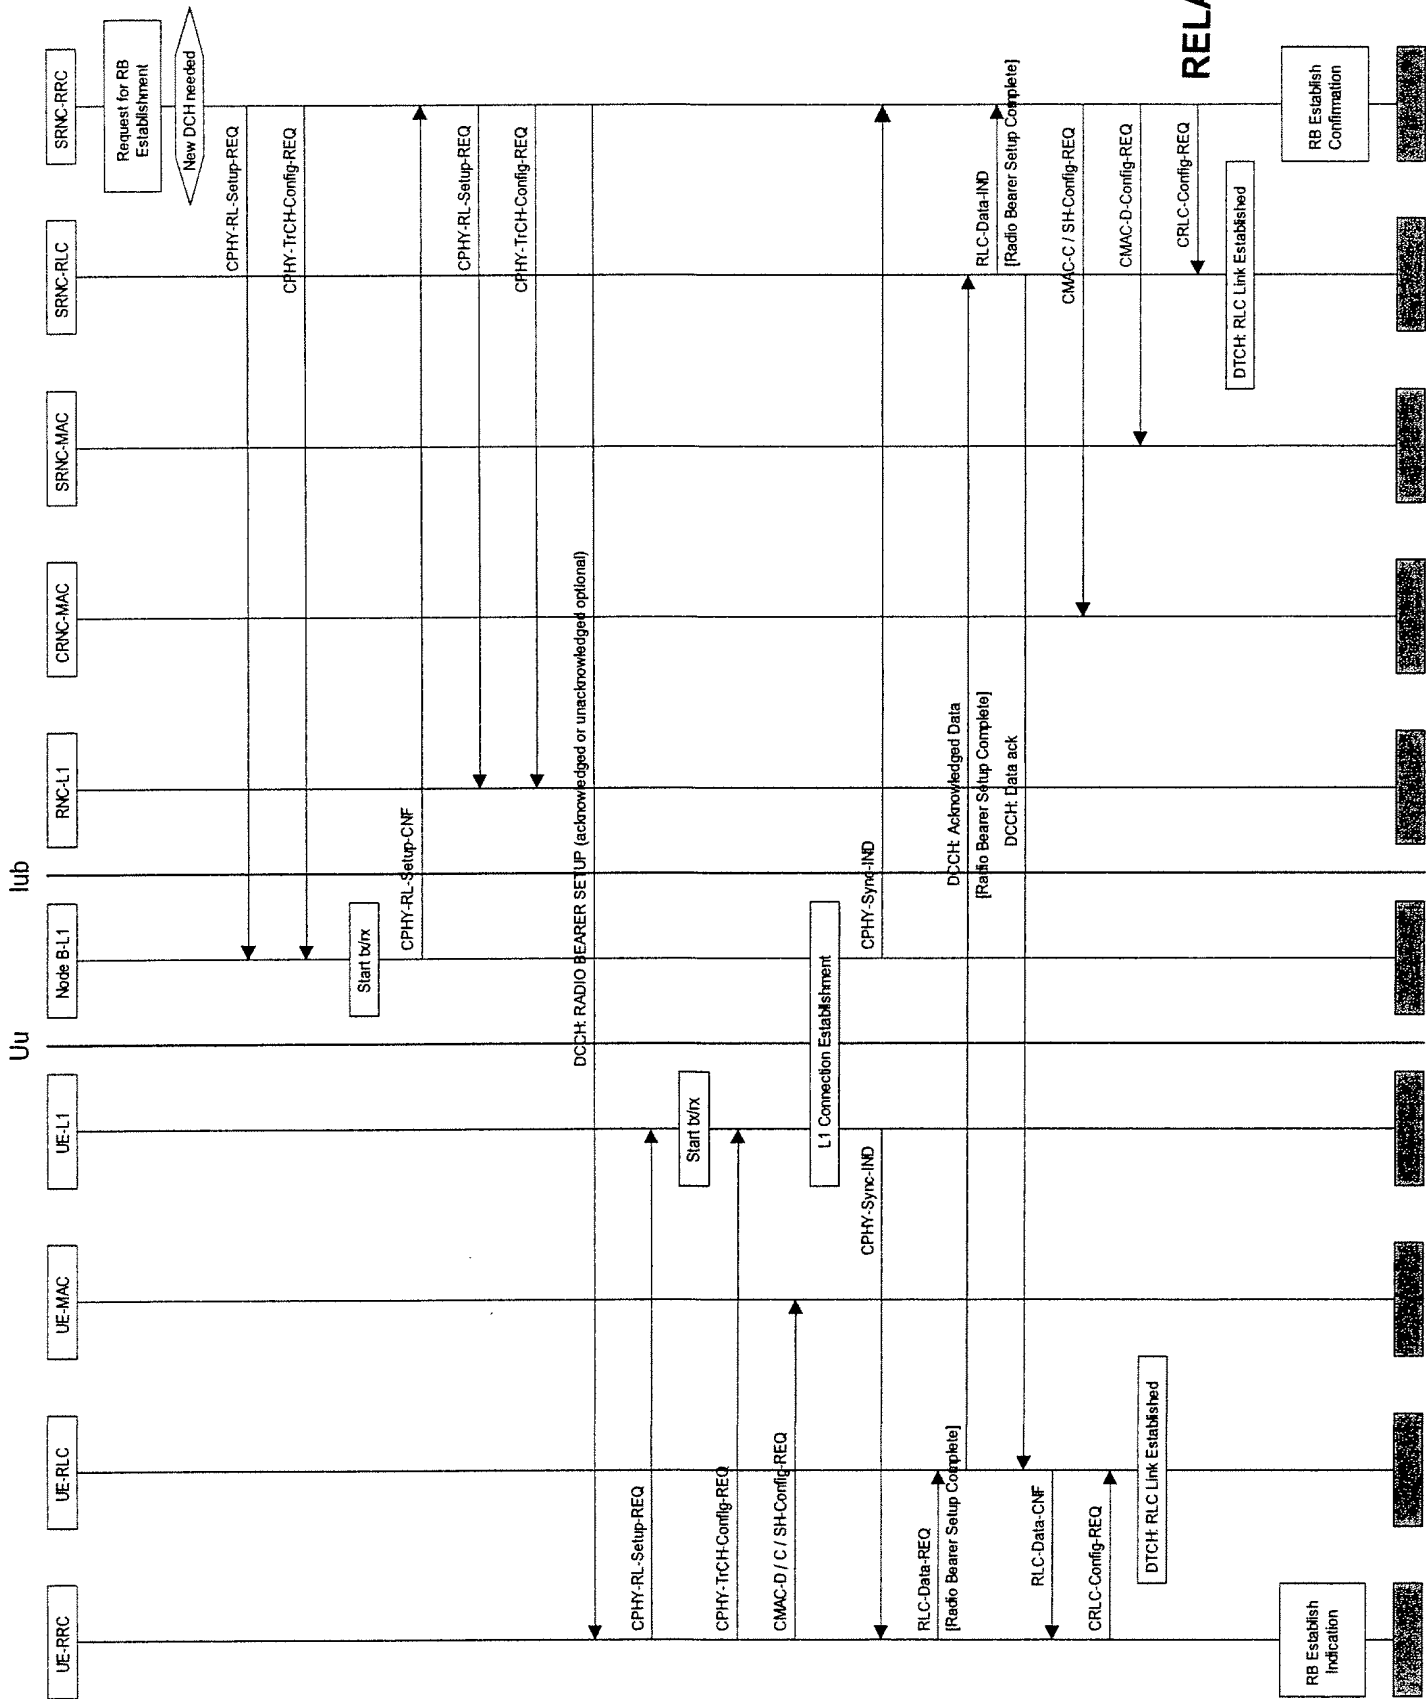 Uu
Iub
UE-RRC
UE-RLC
UE-MAC
UE-L1
Node B-L1
RNC-L1
CRNC-MAC
SRNC-MAC
SRNC-RLC
SRNC-RRC
Request for RB
Establishment
New DCH needed
CPHY-RL-Setup-REQ
CPHY-TrCH-Config-REQ
Start tx/rx
CPHY-RL-Setup-CNF
CPHY-RL-Setup-REQ
CPHY-TrCH-Config-REQ
DCCH: RADIO BEARER SETUP (acknowledged or unacknowledged optional)
CPHY-RL-Setup-REQ
Start tx/rx
CPHY-TrCH-Config-REQ
CMAC-D / C / SH-Config-REQ
L1 Connection Establishment
CPHY-Sync-IND
CPHY-Sync-IND
RLC-Data-REQ
[Radio Bearer Setup Complete]
DCCH: Acknowledged Data
[Radio Bearer Setup Complete]
RLC-Data-IND
[Radio Bearer Setup Complete]
DCCH: Data ack
RLC-Data-CNF
CMAC-C / SH-Config-REQ
CRLC-Config-REQ
CMAC-D-Config-REQ
DTCH: RLC Link Established
CRLC-Config-REQ
DTCH: RLC Link Established
RB Establish
Indication
RB Establish
Confirmation